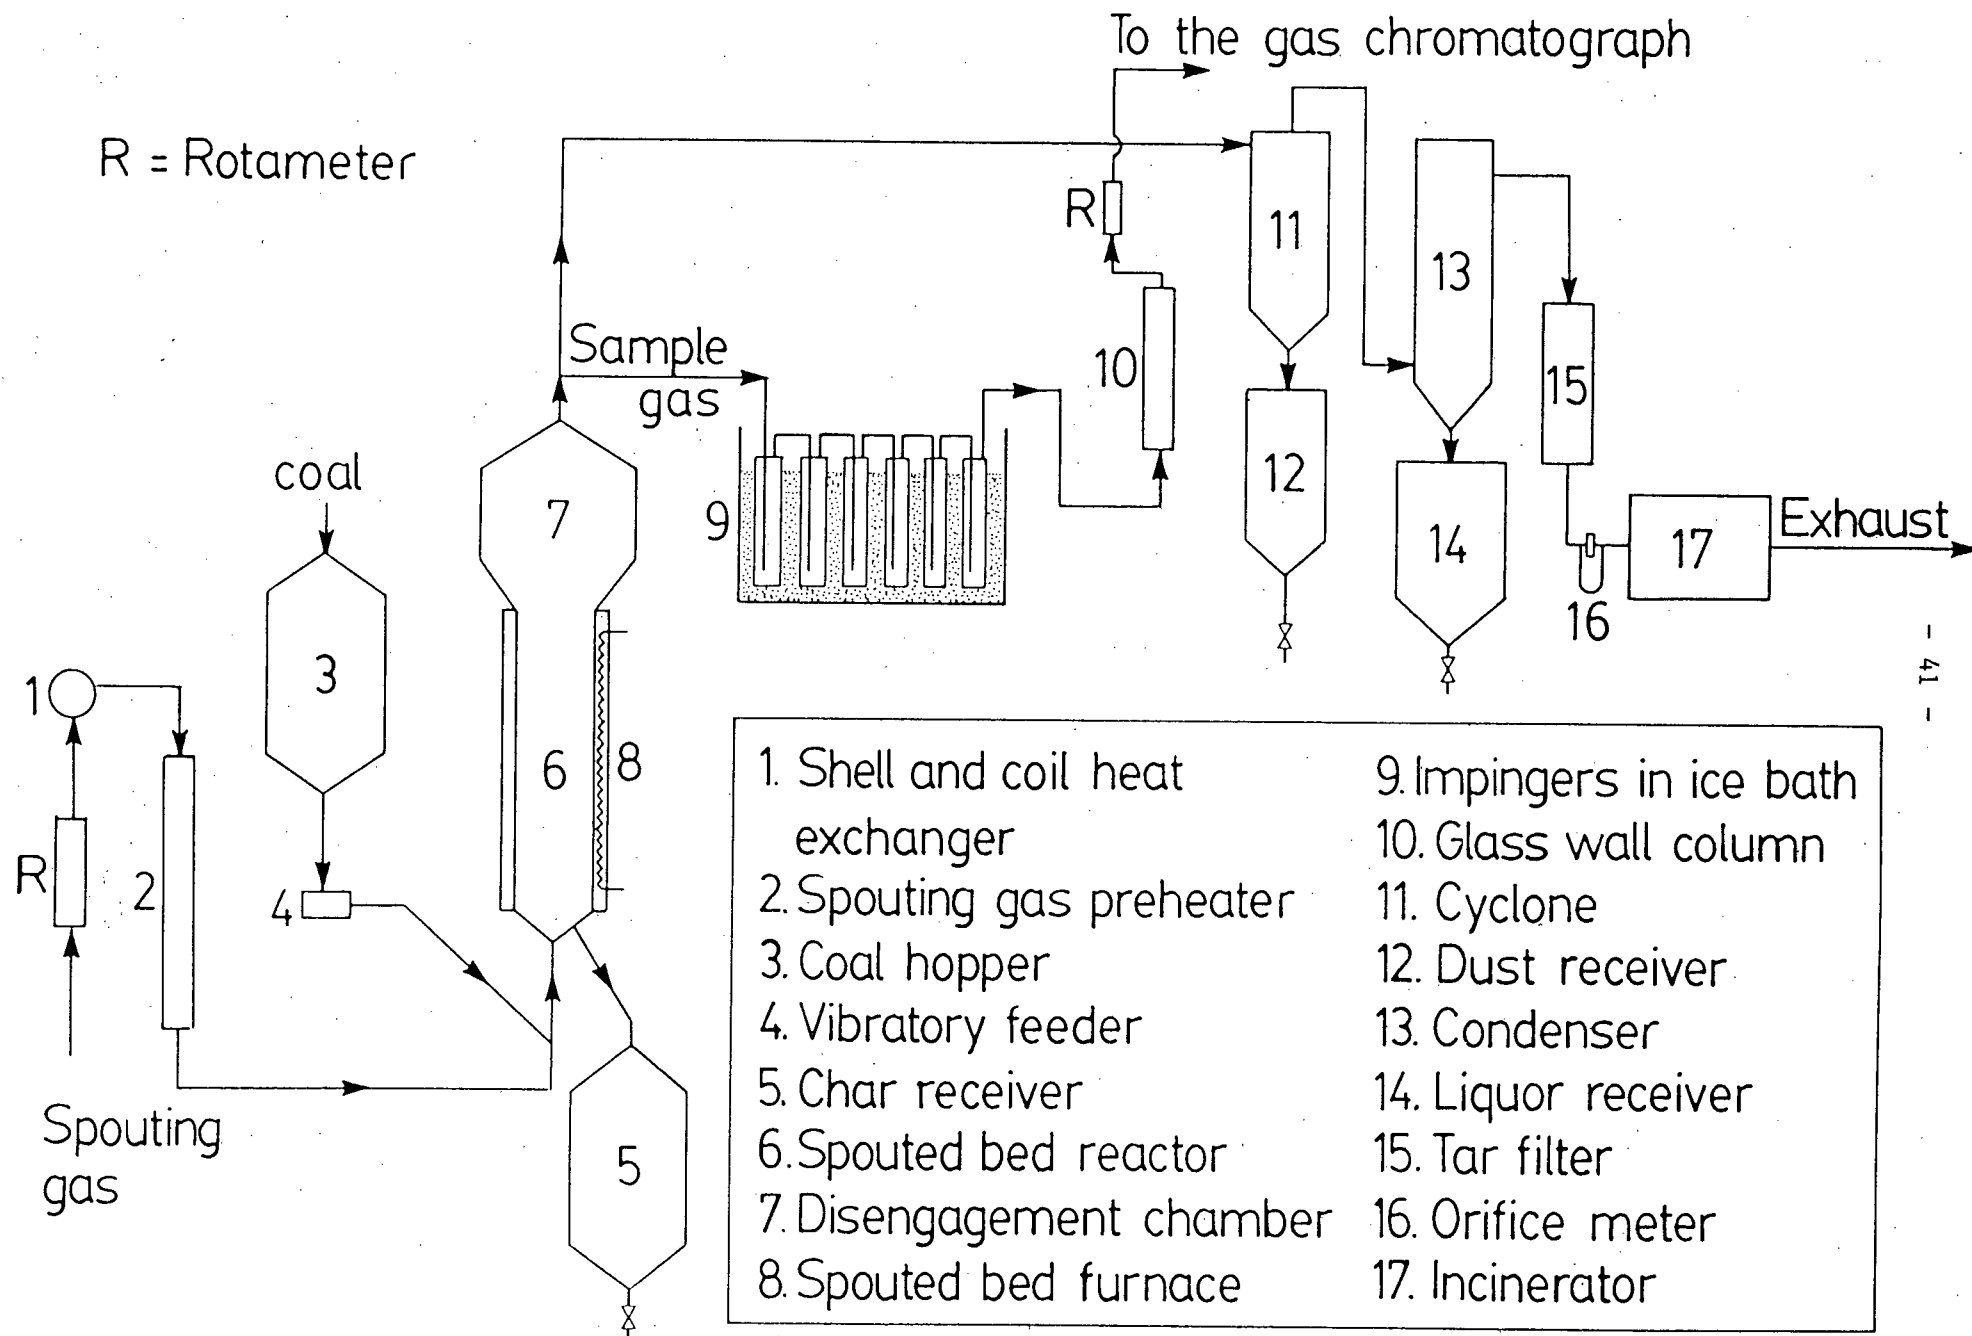 To the gas chromatograph
R = Rotameter
R
11
13
Sample
gas
10
15
coal
7
9
12
14
17
Exhaust
16
3
1
6
8
R
2
4
Spouting
gas
5
1. Shell and coil heat
exchanger
2. Spouting gas preheater
3. Coal hopper
4. Vibratory feeder
5. Char receiver
6. Spouted bed reactor
7. Disengagement chamber
8. Spouted bed furnace
9. Impingers in ice bath
10. Glass wall column
11. Cyclone
12. Dust receiver
13. Condenser
14. Liquor receiver
15. Tar filter
16. Orifice meter
17. Incinerator
- 41 -